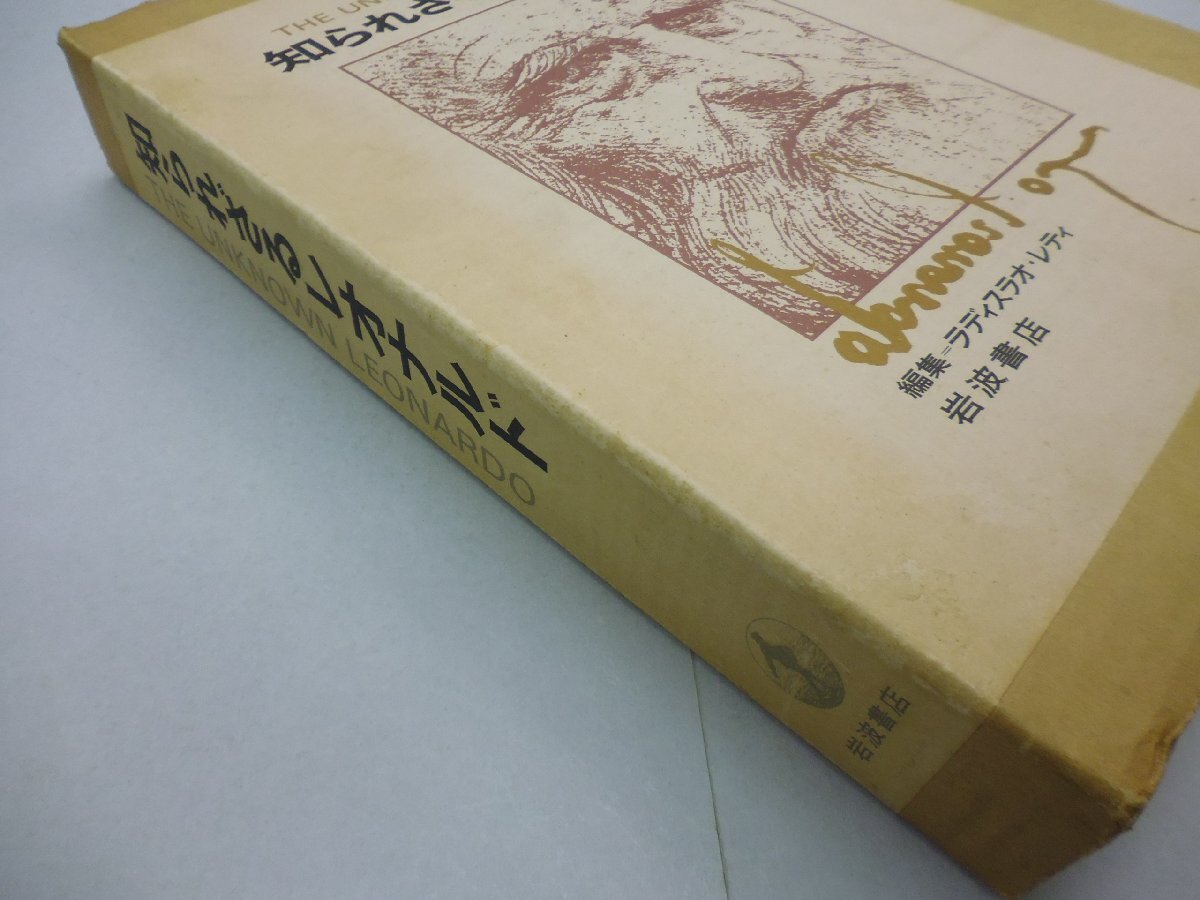 THE UN
知られざ
編集=ラディスラオ・レティ
岩波書店
知られざるレオナルド
THE UNKNOWN LEONARDO
岩波書店